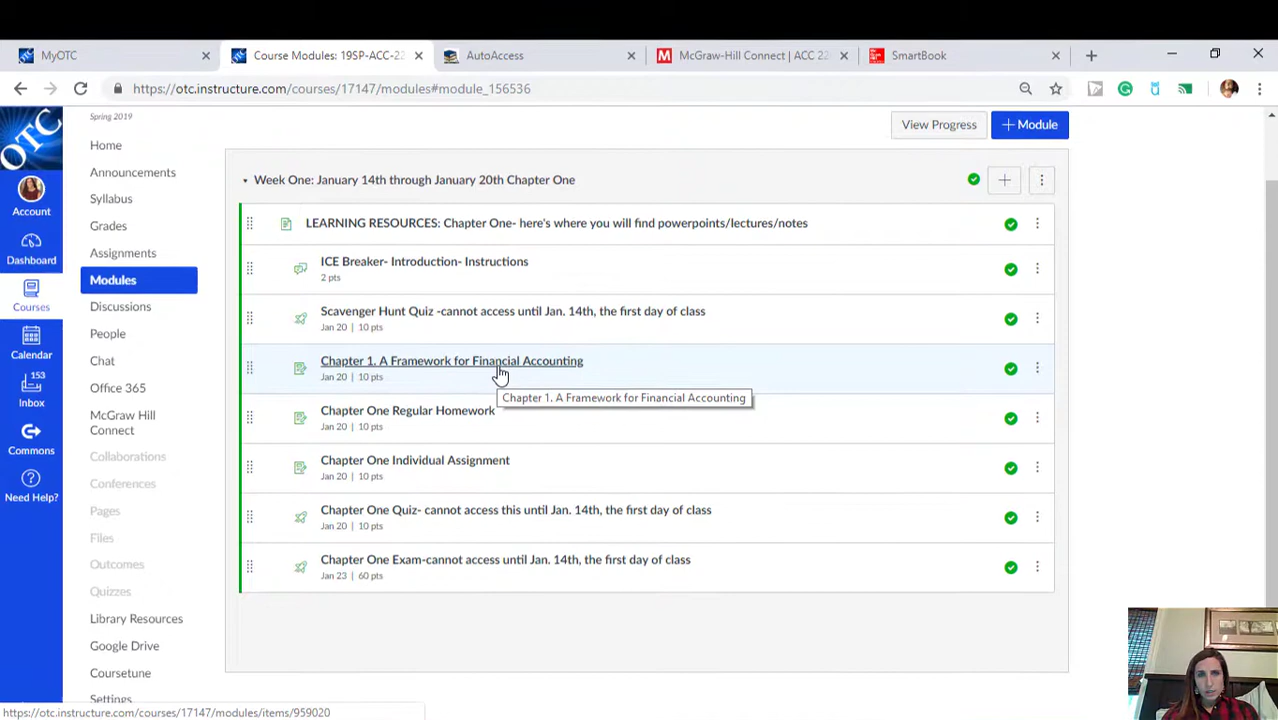 MyOTC
Course Modules: 19SP-ACC-22
AutoAccess
McGraw-Hill Connect | ACC 22
SmartBook
https://otc.instructure.com/courses/17147/modules#module_156536
OTC
Account
Dashboard
Courses
Calendar
153
Inbox
Commons
Need Help?
Spring 2019
Home
Announcements
Syllabus
Grades
Assignments
Modules
Discussions
People
Chat
Office 365
McGraw Hill
Connect
Collaborations
Conferences
Pages
Files
Outcomes
Quizzes
Library Resources
Google Drive
Coursetune
Settings
View Progress
+ Module
Week One: January 14th through January 20th Chapter One
LEARNING RESOURCES: Chapter One- here's where you will find powerpoints/lectures/notes
ICE Breaker- Introduction- Instructions
2 pts
Scavenger Hunt Quiz -cannot access until Jan. 14th, the first day of class
Jan 20 | 10 pts
Chapter 1. A Framework for Financial Accounting
Jan 20 | 10 pts
Chapter 1. A Framework for Financial Accounting
Chapter One Regular Homework
Jan 20 | 10 pts
Chapter One Individual Assignment
Jan 20 | 10 pts
Chapter One Quiz- cannot access this until Jan. 14th, the first day of class
Jan 20 | 10 pts
Chapter One Exam-cannot access until Jan. 14th, the first day of class
Jan 23 | 60 pts
https://otc.instructure.com/courses/17147/modules/items/959020